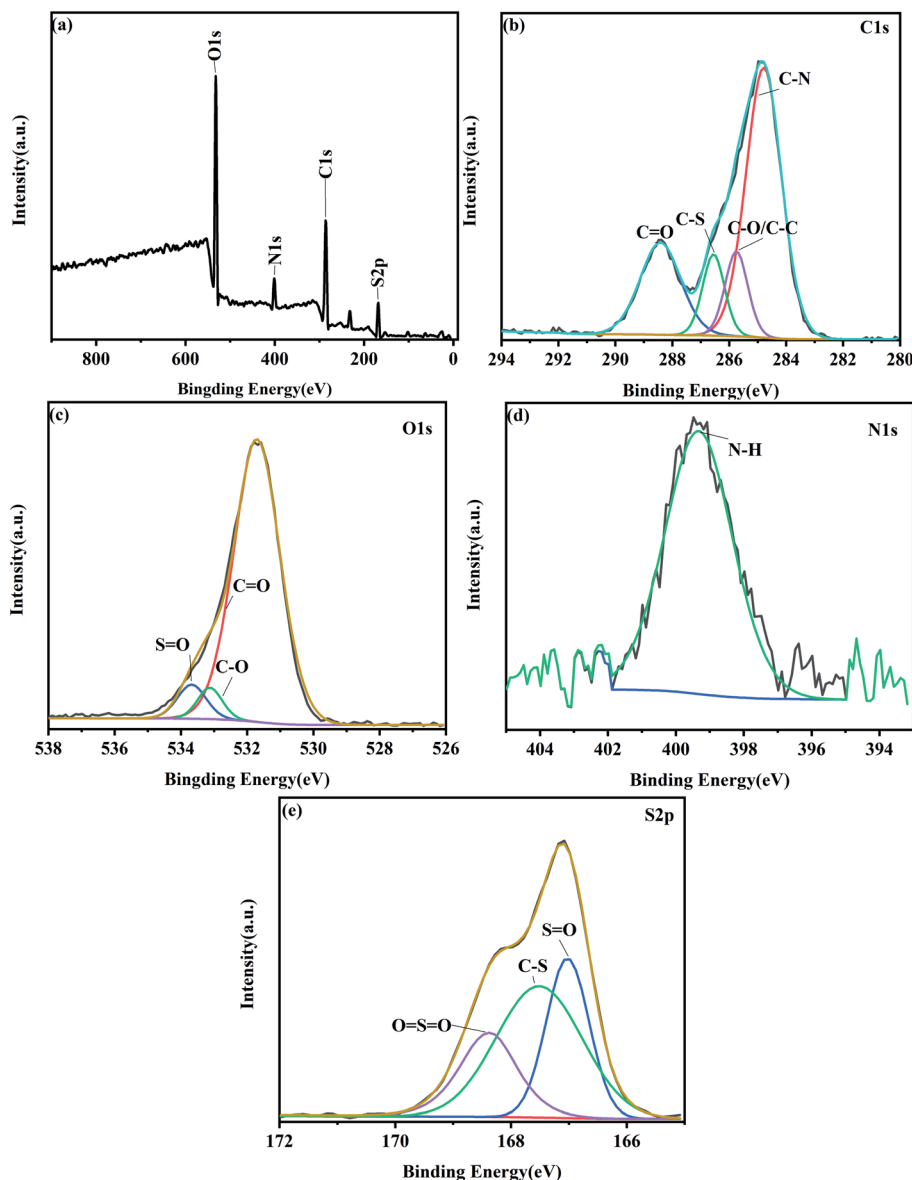 (a)
O1s
N1s
C1s
S2p
Intensity(a.u.)
800 600 400 200 0
Bingding Energy(eV)
(b)
C1s
C-N
C-S
C-O/C-C
C=O
Intensity(a.u.)
294 292 290 288 286 284 282 280
Binding Energy(eV)
(c)
O1s
C=O
S=O
C-O
Intensity(a.u.)
538 536 534 532 530 528 526
Bingding Energy(eV)
(d)
N1s
N-H
Intensity(a.u.)
404 402 400 398 396 394
Binding Energy(eV)
(e)
S2p
S=O
C-S
O=S=O
Intensity(a.u.)
172 170 168 166
Binding Energy(eV)